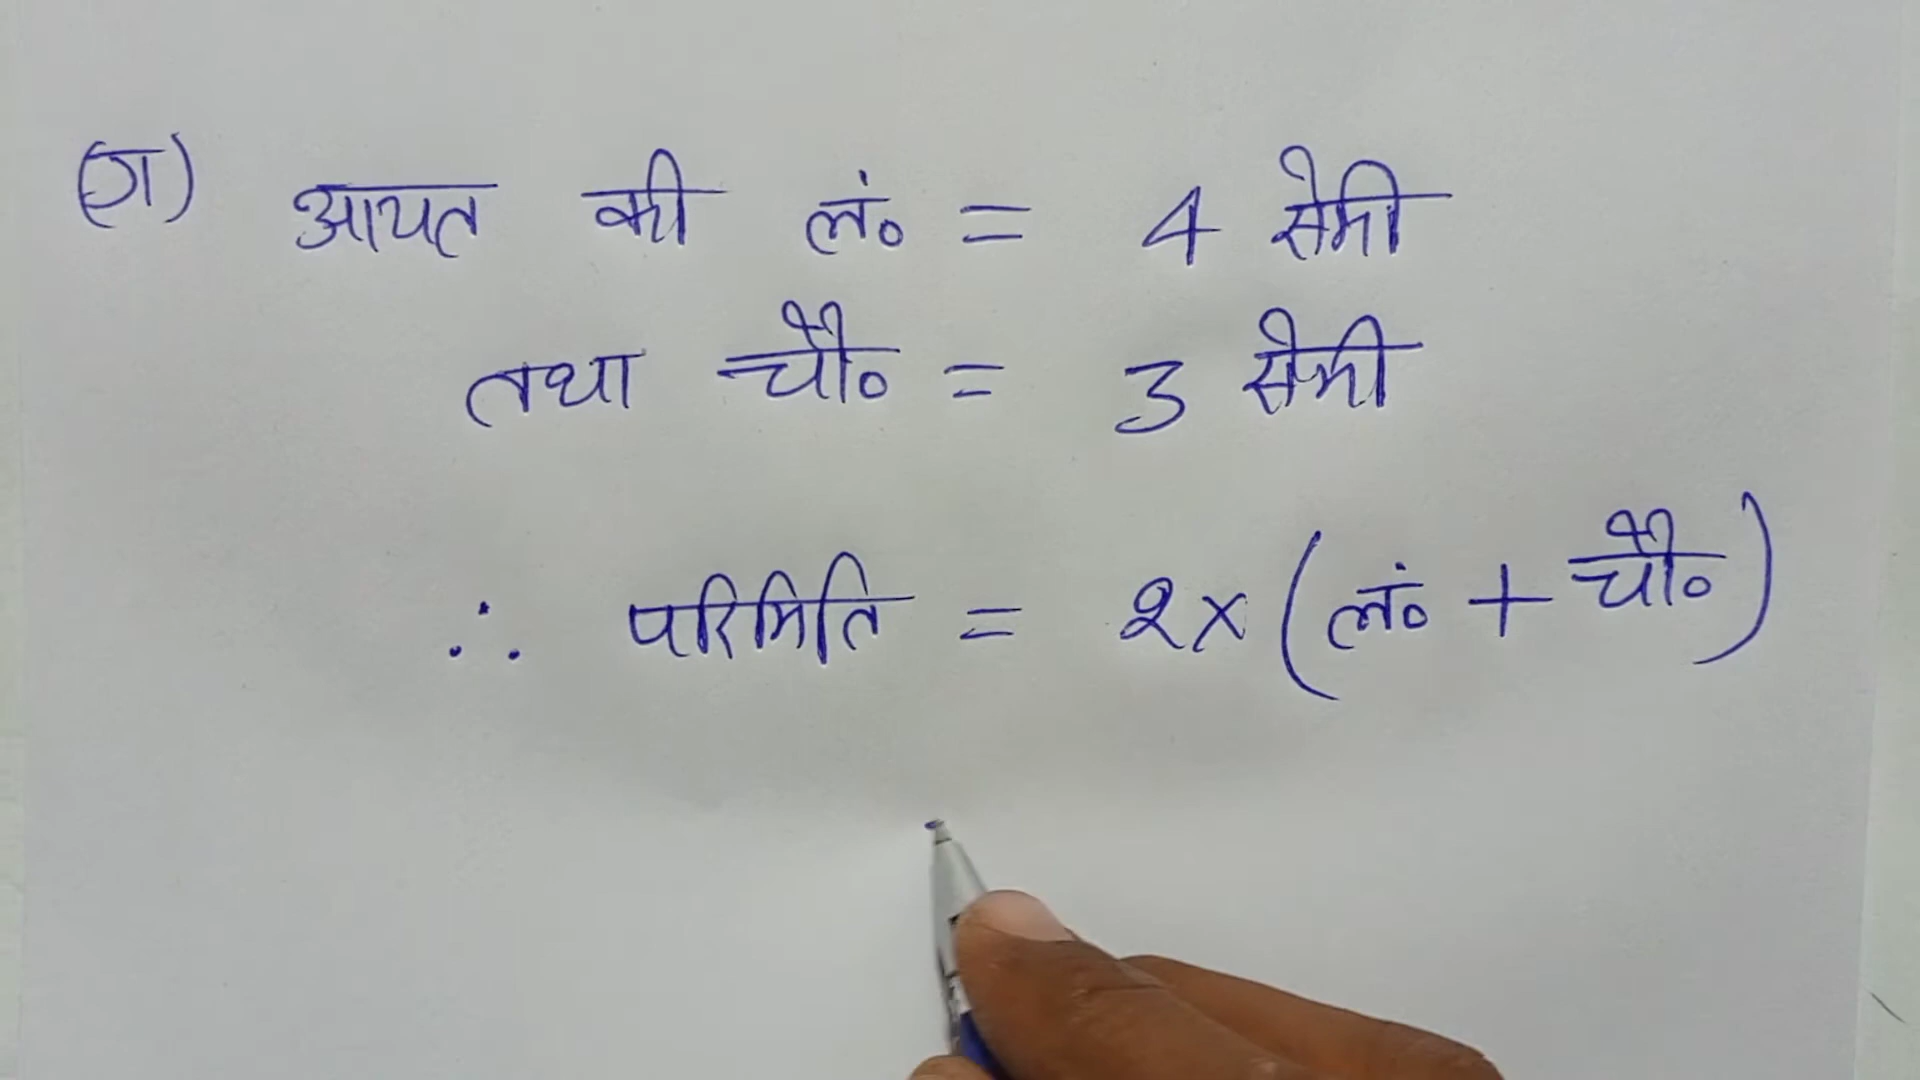 (ग) आयत की लं० = 4 सेमी
तथा चौ० = 3 सेमी
∴ परिमिति = 2×(लं० + चौ०)